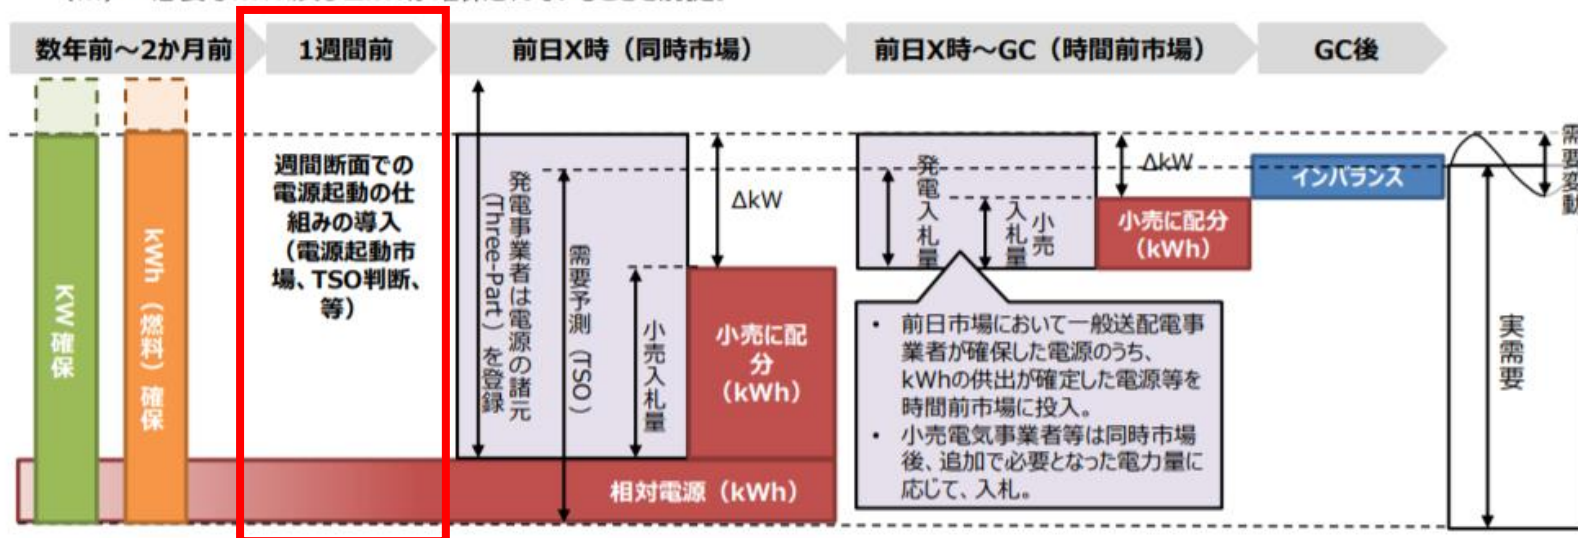 数年前～2か月前
1週間前
前日X時（同時市場）
前日X時～GC（時間前市場）
GC後
KW 確保
kWh（燃料）確保
週間断面での
電源起動の仕
組みの導入
（電源起動市
場、TSO判断、
等）
発電事業者は電源の諸元
（Three-Part）を登録
需要予測（TSO）
小売入札量
ΔkW
小売に配
分
（kWh）
相対電源（kWh）
発電入札量
小売
入札量
ΔkW
小売に配分
（kWh）
インバランス
需要変動
実需要
• 前日市場において一般送配電事
業者が確保した電源のうち、
kWhの供出が確定した電源等を
時間前市場に投入。
• 小売電気事業者等は同時市場
後、追加で必要となった電力量に
応じて、入札。